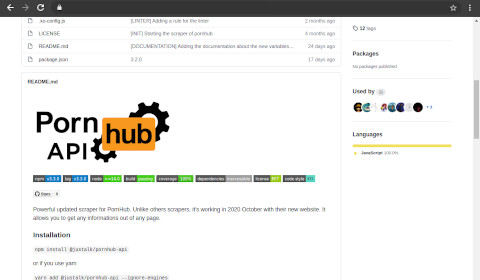 .xo-config.js [LINTER] Adding a rule for the linter 2 months ago
LICENSE [INIT] Starting the scraper of pornhub 4 months ago
README.md [DOCUMENTATION] Adding the documentation about the new variables... 24 days ago
package.json 3.2.0 17 days ago
12 tags
Packages
No packages published
Used by
+ 3
Languages
JavaScript 100.0%
README.md
Porn hub
API
npm v3.2.0 tag v3.2.0 node >=14.0 build passing coverage 100% dependencies inaccessible license MIT code style XO
Stars
Powerful updated scraper for PornHub. Unlike others scrapers, it's working in 2020 October with their new website. It
allows you to get any informations out of any page.
Installation
npm install @justalk/pornhub-api
or if you use yarn
yarn add @justalk/pornhub-api --ignore-engines